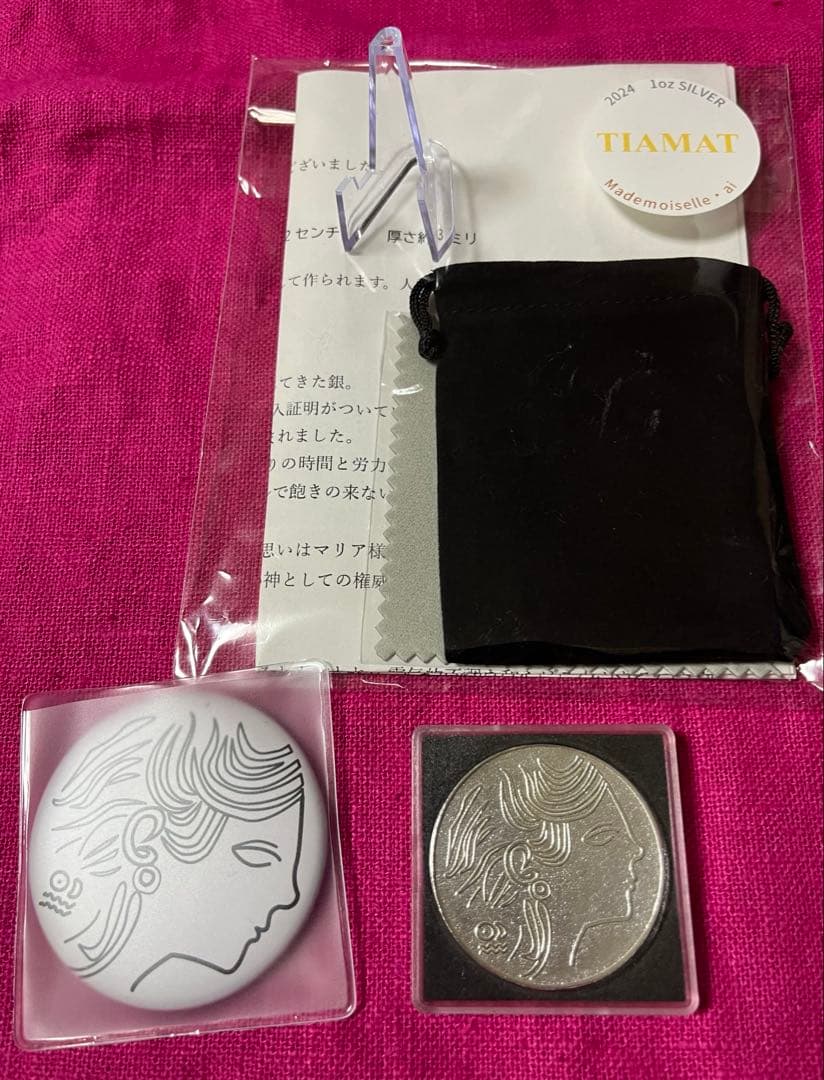 2024 1oz SILVER
TIAMAT
Mademoiselle・ai
ございました
センチ 厚さ約3ミリ
て作られます。人
てきた銀。
入証明がついて
まれました。
りの時間と労力
で飽きの来ない
思いはマリア様
神としての権威